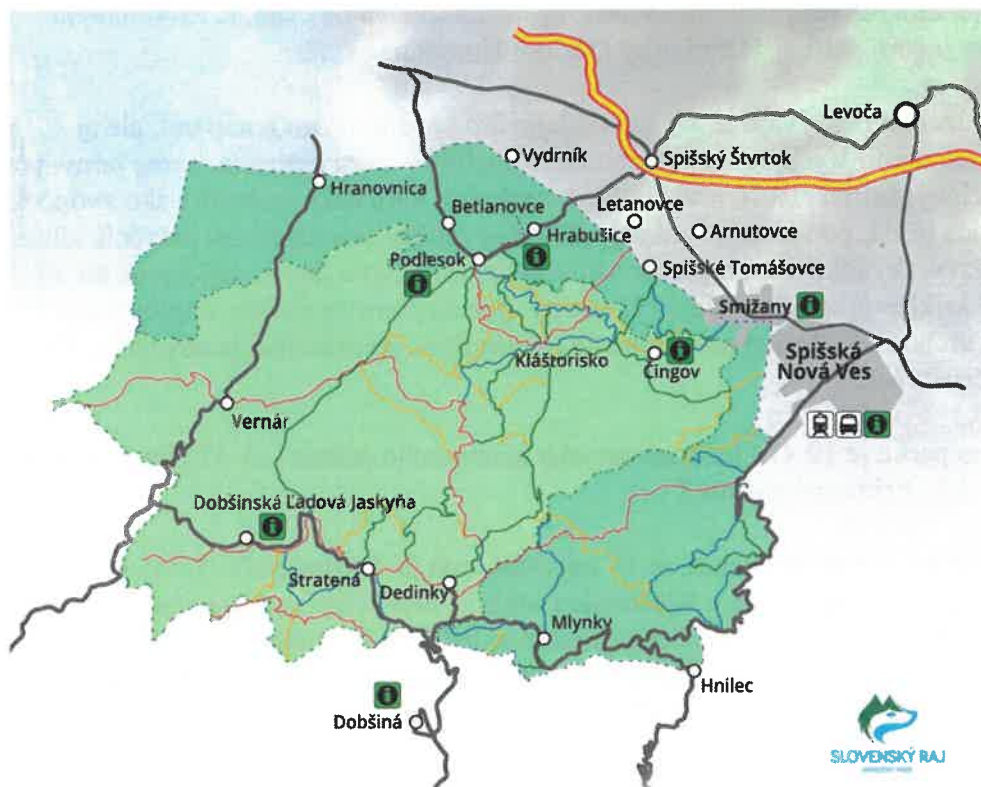 Levoča
Vydrník
Spišský Štvrtok
Hranovnica
Letanovce
Betlanovce
Arnutovce
Hrabušice
Podlesok
Spišské Tomášovce
Smižany
Kláštorisko
Čingov
Spišská
Nová Ves
Vernár
Dobšinská Ľadová Jaskyňa
Stratená
Dedinky
Mlynky
Hnilec
Dobšiná
SLOVENSKÝ RAJ